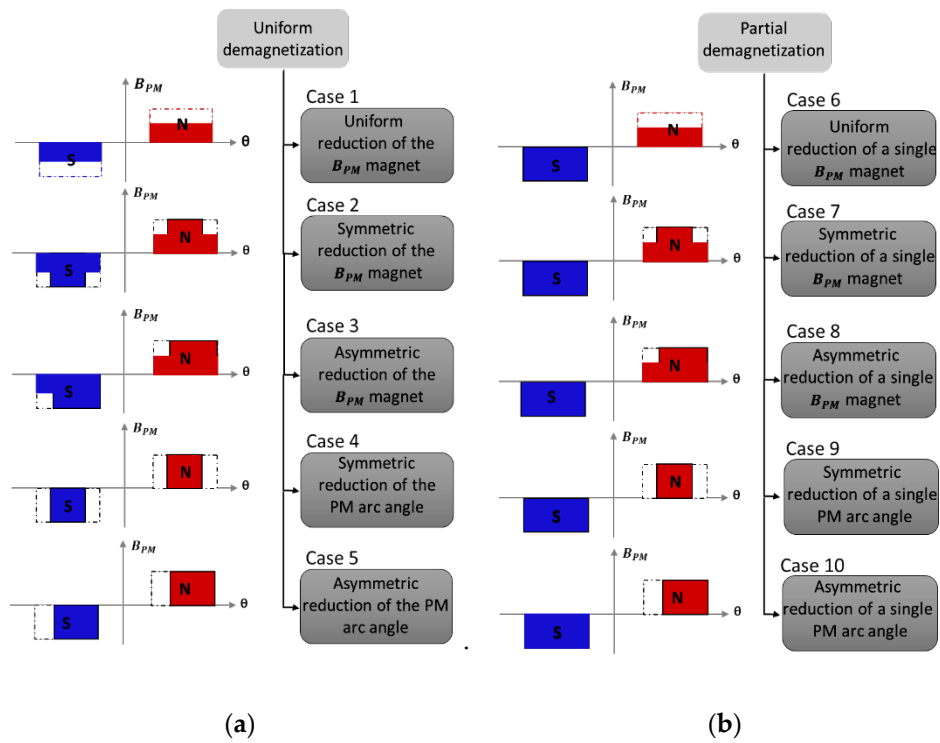 Uniform
demagnetization
B_PM
N
S
θ
Case 1
Uniform
reduction of the
B_PM magnet
B_PM
N
S
θ
Case 2
Symmetric
reduction of the
B_PM magnet
B_PM
N
S
θ
Case 3
Asymmetric
reduction of the
B_PM magnet
B_PM
N
S
θ
Case 4
Symmetric
reduction of the
PM arc angle
B_PM
N
S
θ
Case 5
Asymmetric
reduction of the PM
arc angle
.
(a)
Partial
demagnetization
B_PM
N
S
θ
Case 6
Uniform
reduction of a single
B_PM magnet
B_PM
N
S
θ
Case 7
Symmetric
reduction of a single
B_PM magnet
B_PM
N
S
θ
Case 8
Asymmetric
reduction of a single
B_PM magnet
B_PM
N
S
θ
Case 9
Symmetric
reduction of a single
PM arc angle
B_PM
N
S
θ
Case 10
Asymmetric
reduction of a single
PM arc angle
(b)